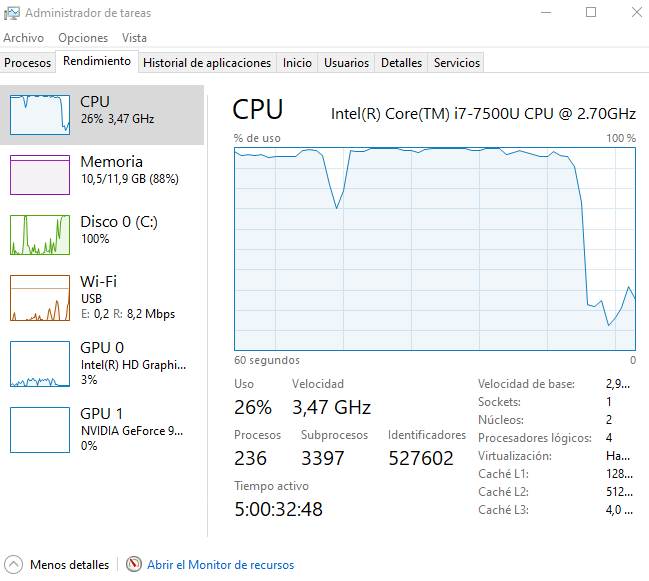 Administrador de tareas
Archivo Opciones Vista
Procesos Rendimiento Historial de aplicaciones Inicio Usuarios Detalles Servicios
CPU
26% 3,47 GHz
Memoria
10,5/11,9 GB (88%)
Disco 0 (C:)
100%
Wi-Fi
USB
E: 0,2 R: 8,2 Mbps
GPU 0
Intel(R) HD Graphi...
3%
GPU 1
NVIDIA GeForce 9...
0%
CPU Intel(R) Core(TM) i7-7500U CPU @ 2.70GHz
% de uso 100 %
60 segundos 0
Uso Velocidad
26% 3,47 GHz
Procesos Subprocesos Identificadores
236 3397 527602
Tiempo activo
5:00:32:48
Velocidad de base: 2,9...
Sockets: 1
Núcleos: 2
Procesadores lógicos: 4
Virtualización: Ha...
Caché L1: 128...
Caché L2: 512...
Caché L3: 4,0 ...
Menos detalles Abrir el Monitor de recursos